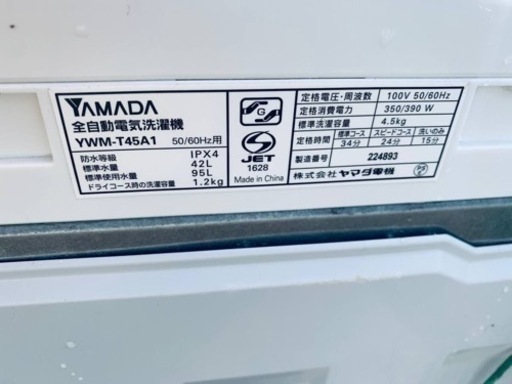 YAMADA
全自動電気洗濯機
YWM-T45A1 50/60Hz用
防水等級 IPX4
標準水量 42L
標準使用水量 95L
ドライコース時の洗濯容量 1.2kg
JET
1628
Made in China
定格電圧・周波数 100V 50/60Hz
定格消費電力 350/390 W
標準洗濯容量 4.5kg
定格時間 標準コース スピードコース 洗いのみ
34分 24分 15分
製造番号 224893
株式会社 ヤマダ電機